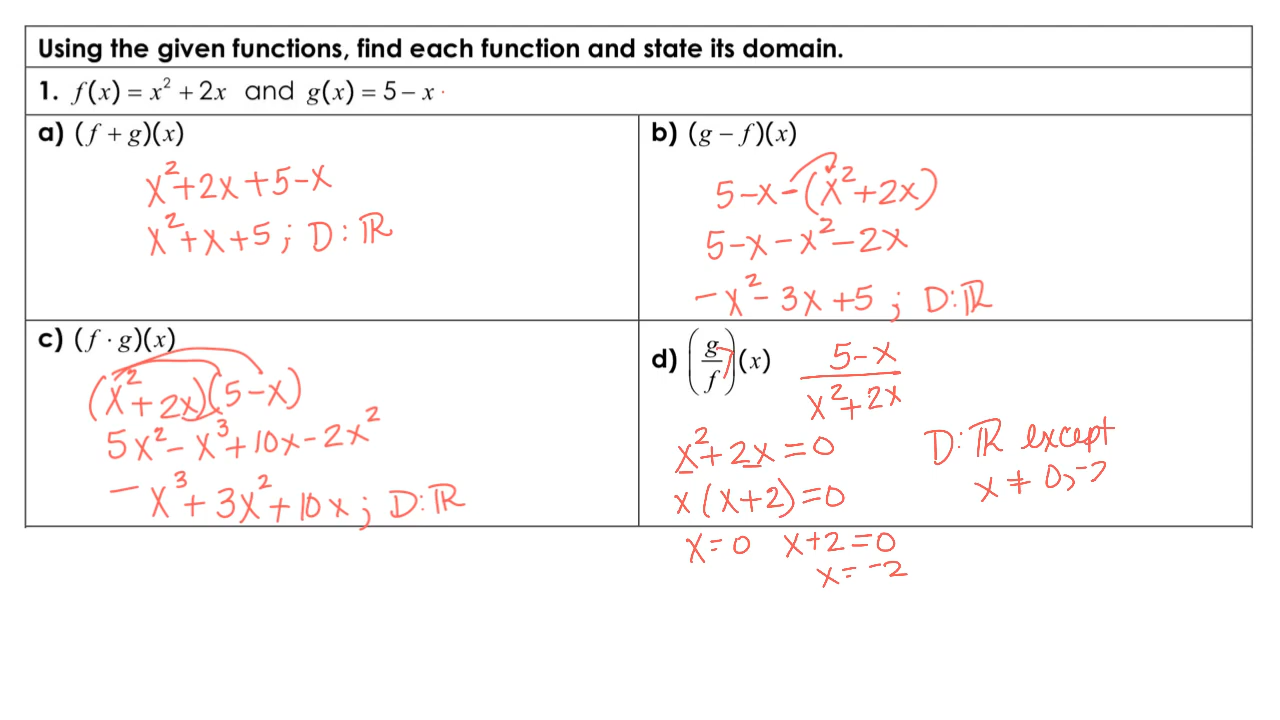 Using the given functions, find each function and state its domain.
1. f(x) = x² + 2x and g(x) = 5 − x
a) (f + g)(x)
x²+2x+5-x
x²+x+5; D: ℝ
b) (g − f)(x)
5-x-(x²+2x)
5-x-x²-2x
-x²-3x+5; D:ℝ
c) (f · g)(x)
(x²+2x)(5-x)
5x²-x³+10x-2x²
-x³+3x²+10x; D:ℝ
d) (g/f)(x) (5-x)/(x²+2x)
x²+2x=0
x(x+2)=0
x=0 x+2=0
x=-2
D:ℝ except
x≠0,-2